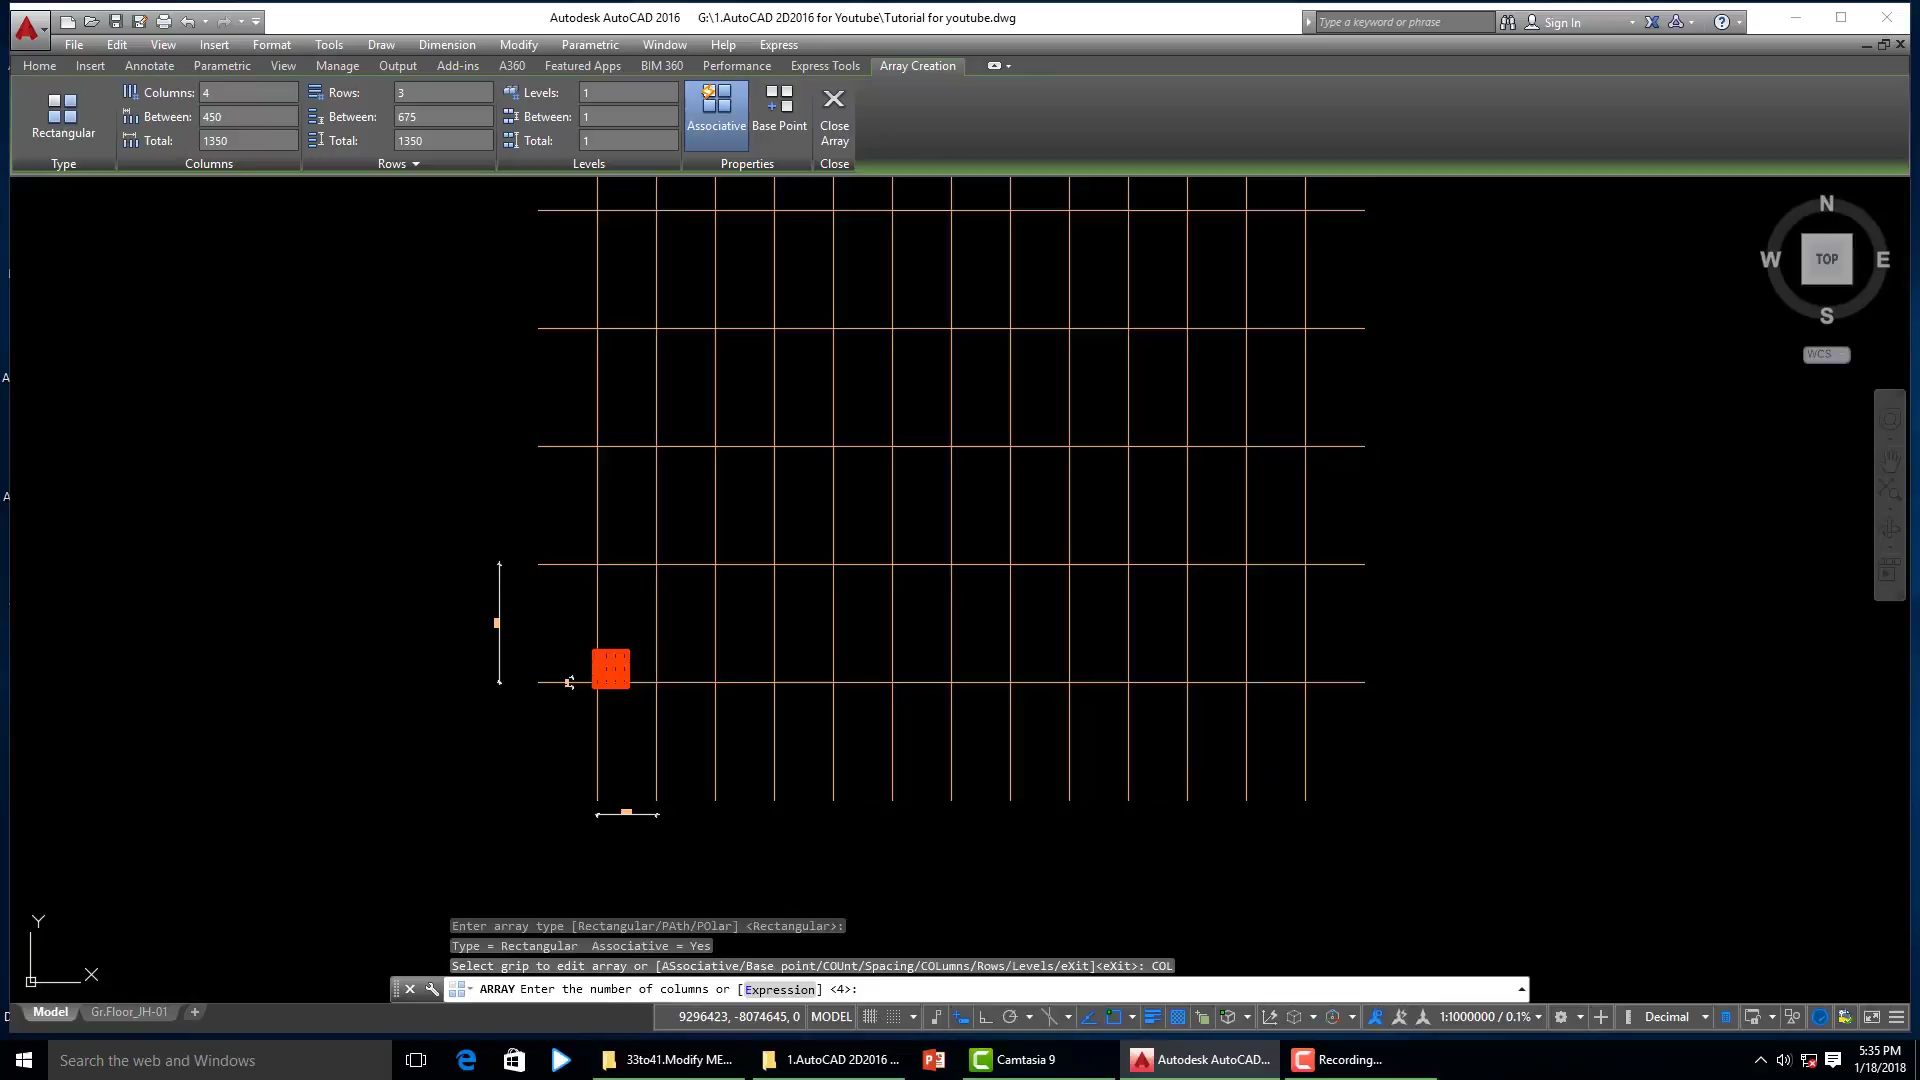 Autodesk AutoCAD 2016 G:\1.AutoCAD 2D2016 for Youtube\Tutorial for youtube.dwg
Type a keyword or phrase
Sign In
File Edit View Insert Format Tools Draw Dimension Modify Parametric Window Help Express
Home Insert Annotate Parametric View Manage Output Add-ins A360 Featured Apps BIM 360 Performance Express Tools Array Creation
Columns: 4 Rows: 3 Levels: 1
Between: 450 Between: 675 Between: 1
Total: 1350 Total: 1350 Total: 1
Rectangular
Associative Base Point Close Array
Type Columns Rows Levels Properties Close
N
W TOP E
S
WCS
A
A
Y
X
Enter array type [Rectangular/PAth/POlar] <Rectangular>:
Type = Rectangular Associative = Yes
Select grip to edit array or [ASsociative/Base point/COUnt/Spacing/COLumns/Rows/Levels/eXit]<eXit>: COL
ARRAY Enter the number of columns or [Expression] <4>:
Model Gr.Floor_JH-01 +
9296423, -8074645, 0 MODEL 1:1000000 / 0.1% Decimal
Search the web and Windows
33to41.Modify ME...
1.AutoCAD 2D2016 ...
Camtasia 9
Autodesk AutoCAD...
Recording...
5:35 PM
1/18/2018